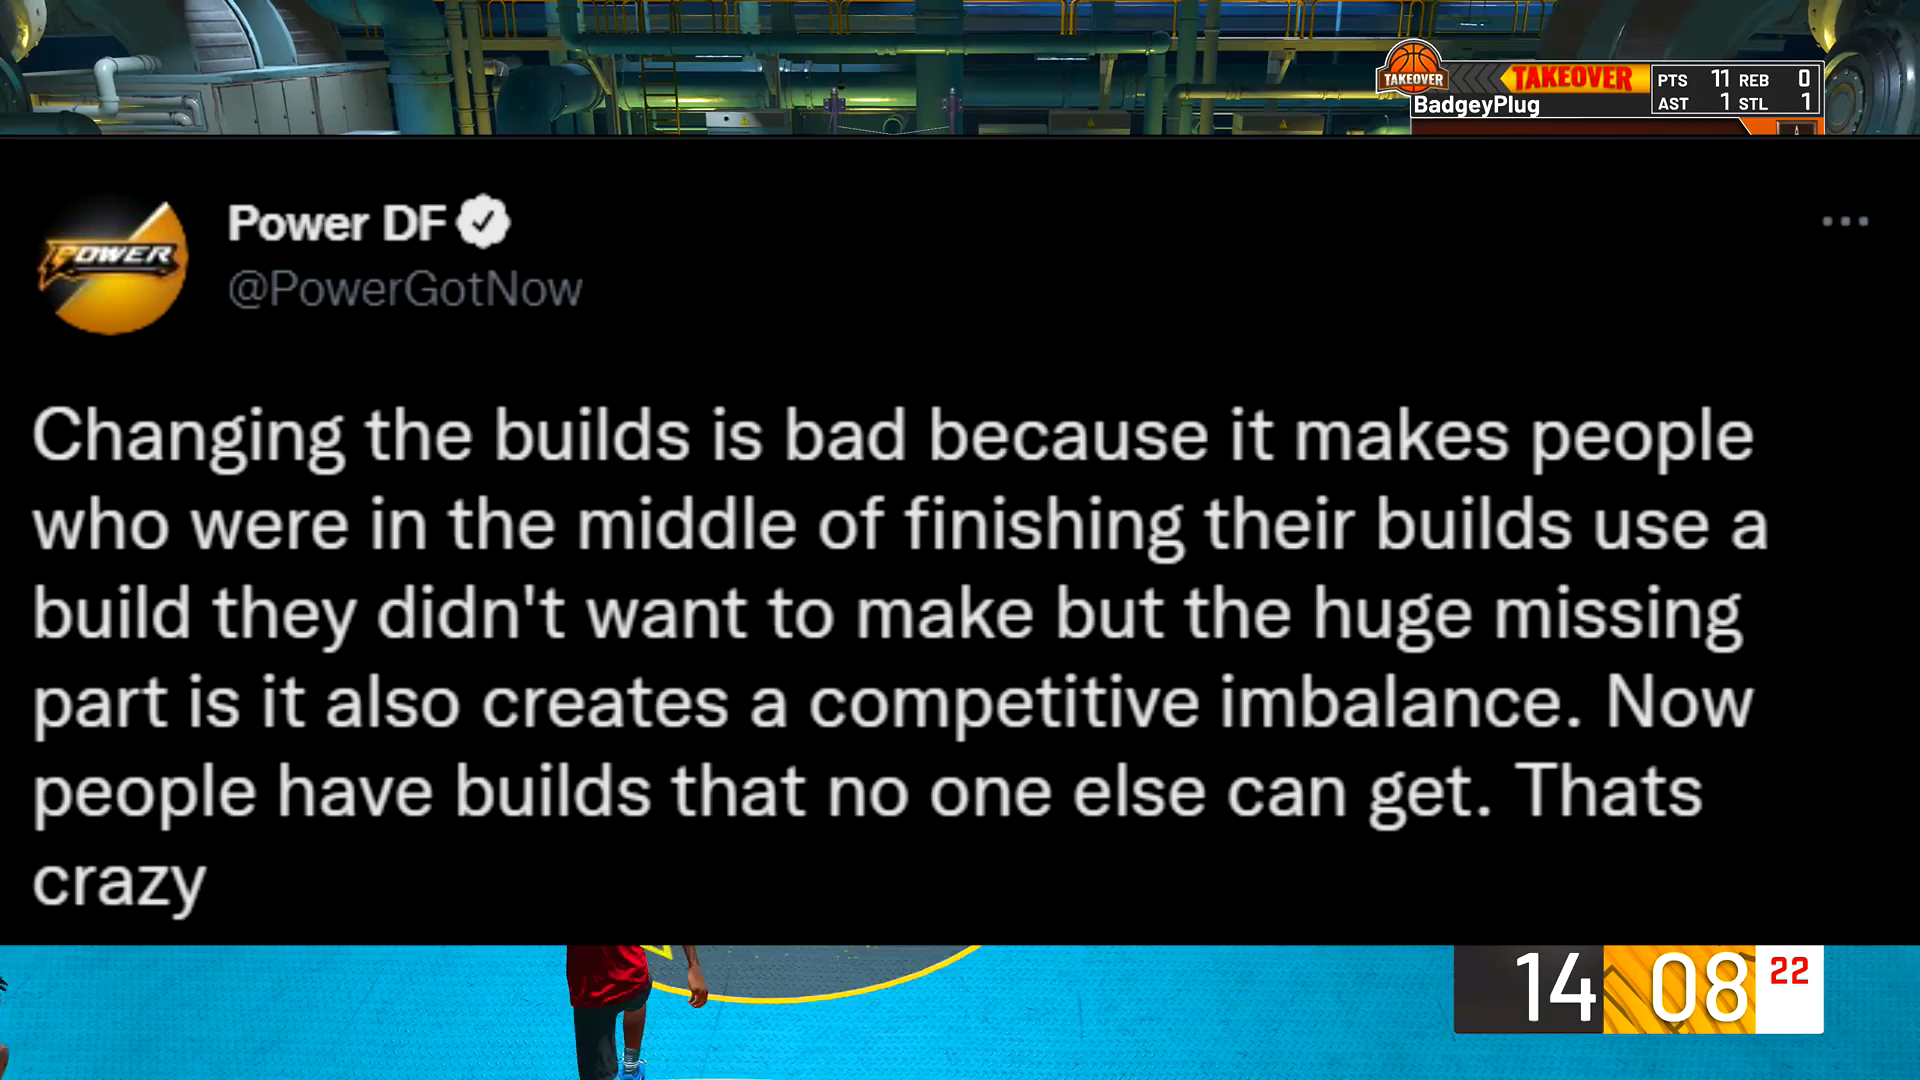 TAKEOVER
TAKEOVER
PTS 11 REB 0
AST 1 STL 1
BadgeyPlug
POWER
Power DF
@PowerGotNow
Changing the builds is bad because it makes people
who were in the middle of finishing their builds use a
build they didn't want to make but the huge missing
part is it also creates a competitive imbalance. Now
people have builds that no one else can get. Thats
crazy
14 08 22